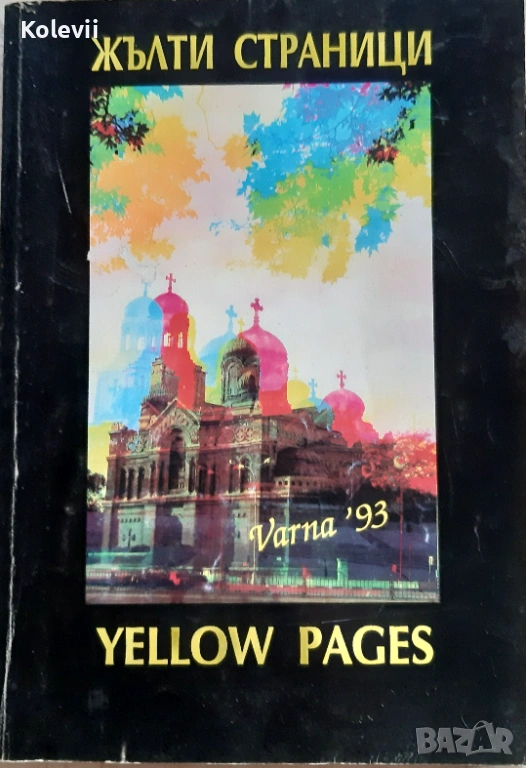 Kolevii
ЖЪЛТИ СТРАНИЦИ
Varna '93
YELLOW PAGES
BAZAR